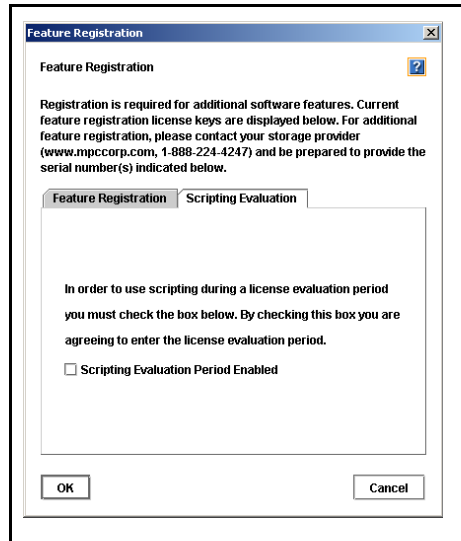 Feature Registration
Feature Registration
Registration is required for additional software features. Current
feature registration license keys are displayed below. For additional
feature registration, please contact your storage provider
(www.mpccorp.com, 1-888-224-4247) and be prepared to provide the
serial number(s) indicated below.
Feature Registration Scripting Evaluation
In order to use scripting during a license evaluation period
you must check the box below. By checking this box you are
agreeing to enter the license evaluation period.
Scripting Evaluation Period Enabled
OK Cancel